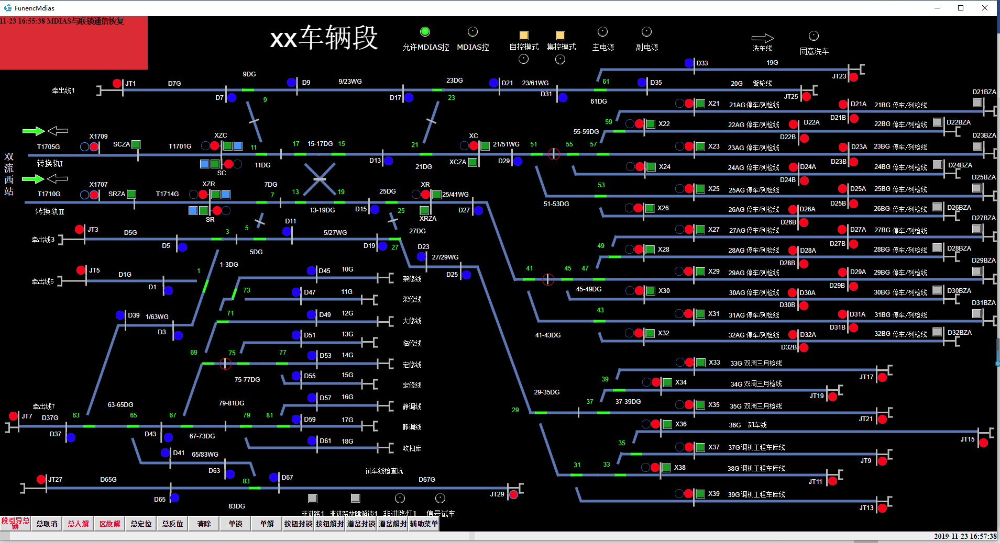 FunencMdias
11-23 16:55:38 MDIAS与联锁通信恢复
XX车辆段
允许MDIAS控 MDIAS控 自控模式 集控模式 主电源 副电源 洗车线 同意洗车
D33 19G JT23
牵出线1 JT1 D7G 9DG D7 9 D9 9/23WG D17 23DG 23 D21 23/61WG D31 61 61DG D35 20G 镟轮线 JT25
X21 21AG 停车/列检线 D21A D21B 21BG 停车/列检线 D21BZA
59 55-59DG X22 22AG 停车/列检线 D22A D22B 22BG 停车/列检线 D22BZA
双流西站
T1705G X1709 SCZA T1701G XZC SC 11 11DG 17 15-17DG 15 D13 21 21DG XC XCZA 21/51WG D29 51 55 57 X23 23AG 停车/列检线 D23A D23B 23BG 停车/列检线 D23BZA
转换轨I
X24 24AG 停车/列检线 D24A D24B 24BG 停车/列检线 D24BZA
T1710G X1707 SRZA T1714G XZR SR 7DG 7 13 13-19DG 19 D15 25DG 25 XR XRZA 25/41WG D27 53 51-53DG X25 25AG 停车/列检线 D25A D25B 25BG 停车/列检线 D25BZA
转换轨II
X26 26AG 停车/列检线 D26A D26B 26BG 停车/列检线 D26BZA
牵出线3 JT3 D5G D5 3 5 5DG D11 5/27WG D19 27 27DG D23 27/29WG D25
X27 27AG 停车/列检线 D27A D27B 27BG 停车/列检线 D27BZA
49 X28 28AG 停车/列检线 D28A D28B 28BG 停车/列检线 D28BZA
牵出线5 JT5 D1G D1 1 1-3DG
41 45 47 45-49DG X29 29AG 停车/列检线 D29A D29B 29BG 停车/列检线 D29BZA
X30 30AG 停车/列检线 D30A D30B 30BG 停车/列检线 D30BZA
43 41-43DG X31 31AG 停车/列检线 D31A D31B 31BG 停车/列检线 D31BZA
X32 32AG 停车/列检线 D32A D32B 32BG 停车/列检线 D32BZA
D45 10G 架修线
73 D47 11G 架修线
D39 1/63WG D3 71 D49 12G 大修线
D51 13G 临修线
69 75 77 75-77DG D53 14G 定修线
D55 15G 定修线
D57 16G 静调线
牵出线7 JT7 D37G D37 63 63-65DG 65 D43 67 67-73DG 79-81DG 79 81 D59 17G 静调线
D61 18G 吹扫库
D41 65/83WG D63
X33 33G 双周三月检线 JT17
39 X34 34G 双周三月检线 JT19
29-35DG 29 37 37-39DG X35 35G 双周三月检线 JT21
X36 36G 卸车线 JT15
35 X37 37G调机工程车库线 JT9
31 33 X38 38G 调机工程车库线 JT11
X39 39G调机工程车库线 JT13
JT27 D65G D65 83 83DG D67 试车线检查坑 D67G JT29
非进路1 非进路故障解锁1 非进路灯1 信号试车
段引导总锁 总取消 总人解 区故解 总定位 总反位 清除 单锁 单解 按钮封锁 按钮解封 道岔封锁 道岔解封 辅助菜单
2019-11-23 16:57:38